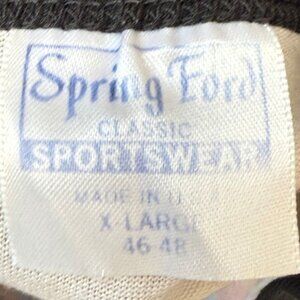 Spring Ford
CLASSIC
SPORTSWEAR
MADE IN U.S.A.
X-LARGE
46-48